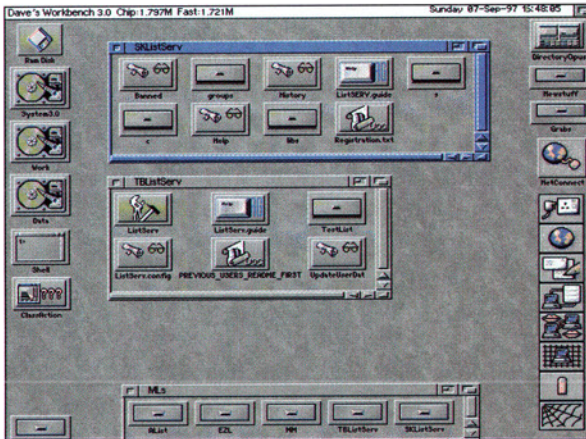 Dave's Workbench 3.0 Chip:1.797M Fast:1.721M
Sunday 07-Sep-97 15:48:05
Ram Disk
System3.0
Work
Data
Shell
ClassAction
???
SKListServ
Banned
groups
History
ListSERV.guide
s
c
Help
libs
Registration.txt
TBListServ
ListServ
ListServ.guide
TestList
ListServ.config
PREVIOUS_USERS_README_FIRST
UpdateUserDat
MLs
AList
EZL
MM
TBListServ
SKListServ
DirectoryOpus
Newstuff
Grabs
NetConnect